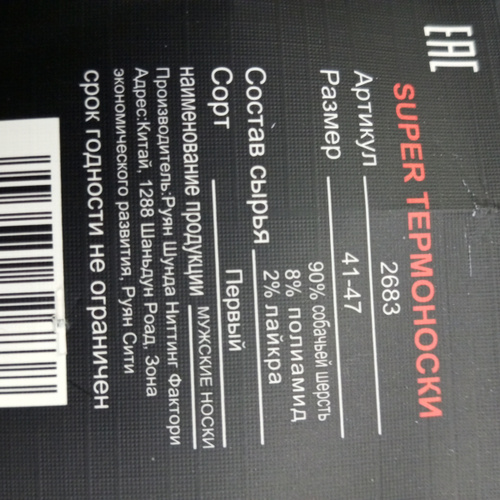 EAC
SUPER ТЕРМОНОСКИ
Артикул 2683
Размер 41-47
90% собачьей шерсть
8% полиамид
Состав сырья 2% лайкра
Сорт Первый
наименование продукции МУЖСКИЕ НОСКИ
Производитель:Руян Шунда Ниттинг Фактори
Адрес:Китай, 1288 Шаньдун Роад, Зона
экономического развития, Руян Сити
срок годности не ограничен